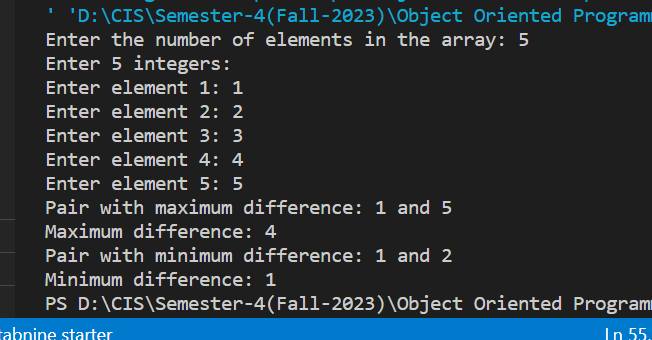 ' 'D:\CIS\Semester-4(Fall-2023)\Object Oriented Program
Enter the number of elements in the array: 5
Enter 5 integers:
Enter element 1: 1
Enter element 2: 2
Enter element 3: 3
Enter element 4: 4
Enter element 5: 5
Pair with maximum difference: 1 and 5
Maximum difference: 4
Pair with minimum difference: 1 and 2
Minimum difference: 1
PS D:\CIS\Semester-4(Fall-2023)\Object Oriented Program
tabnine starter Ln 55,